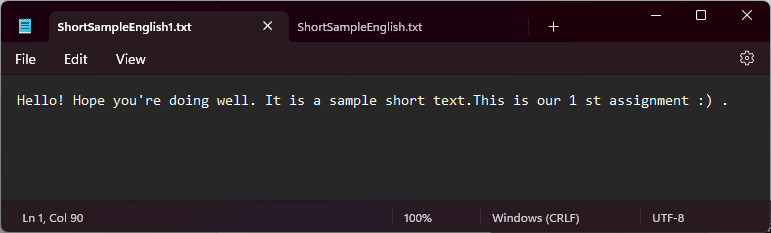 ShortSampleEnglish1.txt ShortSampleEnglish.txt
File Edit View
Hello! Hope you're doing well. It is a sample short text.This is our 1 st assignment :) .
Ln 1, Col 90 100% Windows (CRLF) UTF-8